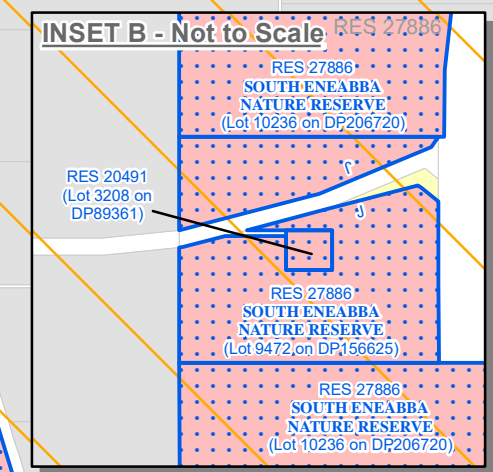 INSET B - Not to Scale
RES 27886
RES 27886
SOUTH ENEABBA
NATURE RESERVE
(Lot 10236 on DP206720)
RES 20491
(Lot 3208 on
DP89361)
RES 27886
SOUTH ENEABBA
NATURE RESERVE
(Lot 9472 on DP156625)
RES 27886
SOUTH ENEABBA
NATURE RESERVE
(Lot 10236 on DP206720)